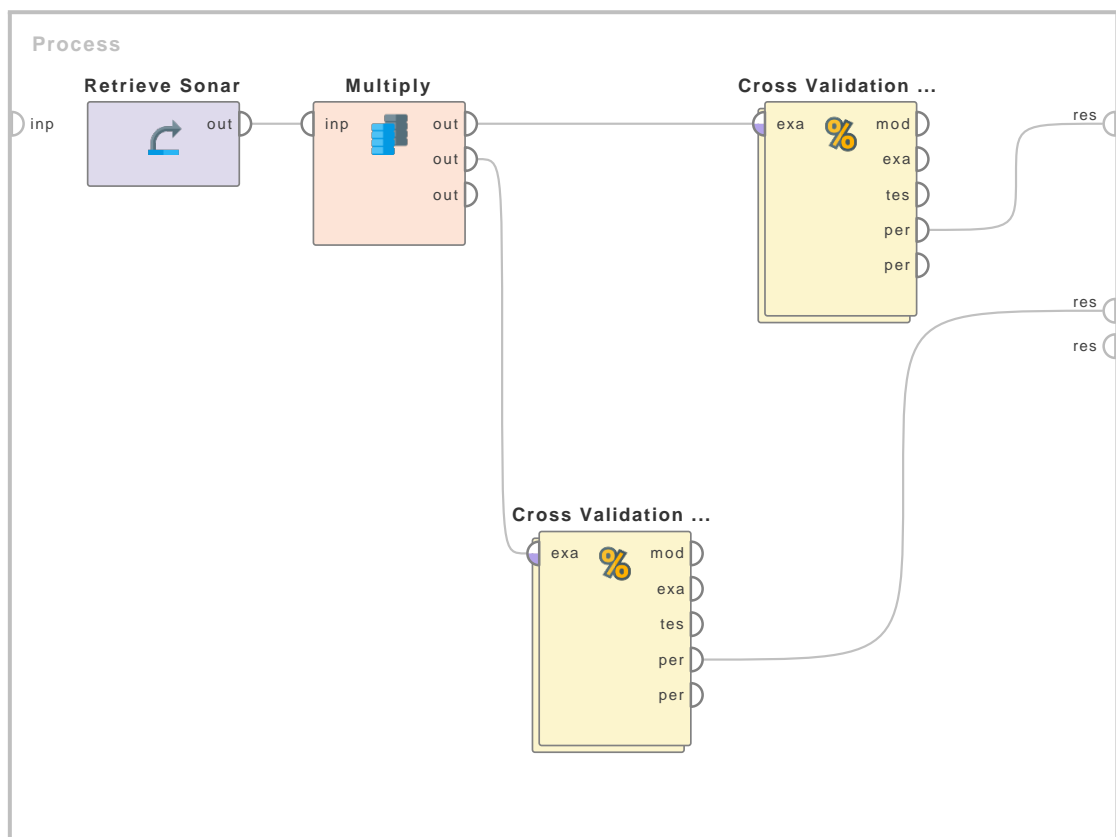 Process
Retrieve Sonar
Multiply
Cross Validation ...
inp
out
inp
out
out
out
exa
mod
exa
tes
per
per
res
res
res
Cross Validation ...
exa
mod
exa
tes
per
per